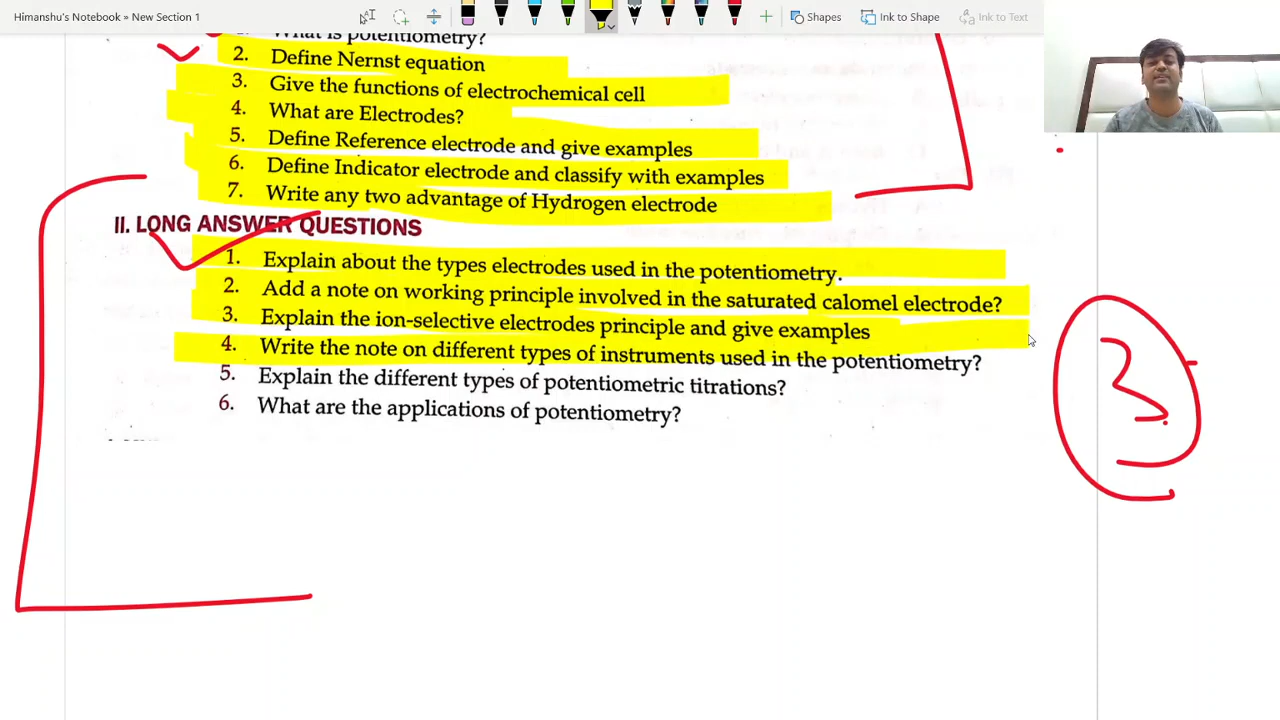 Himanshu's Notebook » New Section 1
Shapes
Ink to Shape
Ink to Text
What is potentiometry?
2. Define Nernst equation
3. Give the functions of electrochemical cell
4. What are Electrodes?
5. Define Reference electrode and give examples
6. Define Indicator electrode and classify with examples
7. Write any two advantage of Hydrogen electrode
II. LONG ANSWER QUESTIONS
1. Explain about the types electrodes used in the potentiometry.
2. Add a note on working principle involved in the saturated calomel electrode?
3. Explain the ion-selective electrodes principle and give examples
4. Write the note on different types of instruments used in the potentiometry?
5. Explain the different types of potentiometric titrations?
6. What are the applications of potentiometry?
3